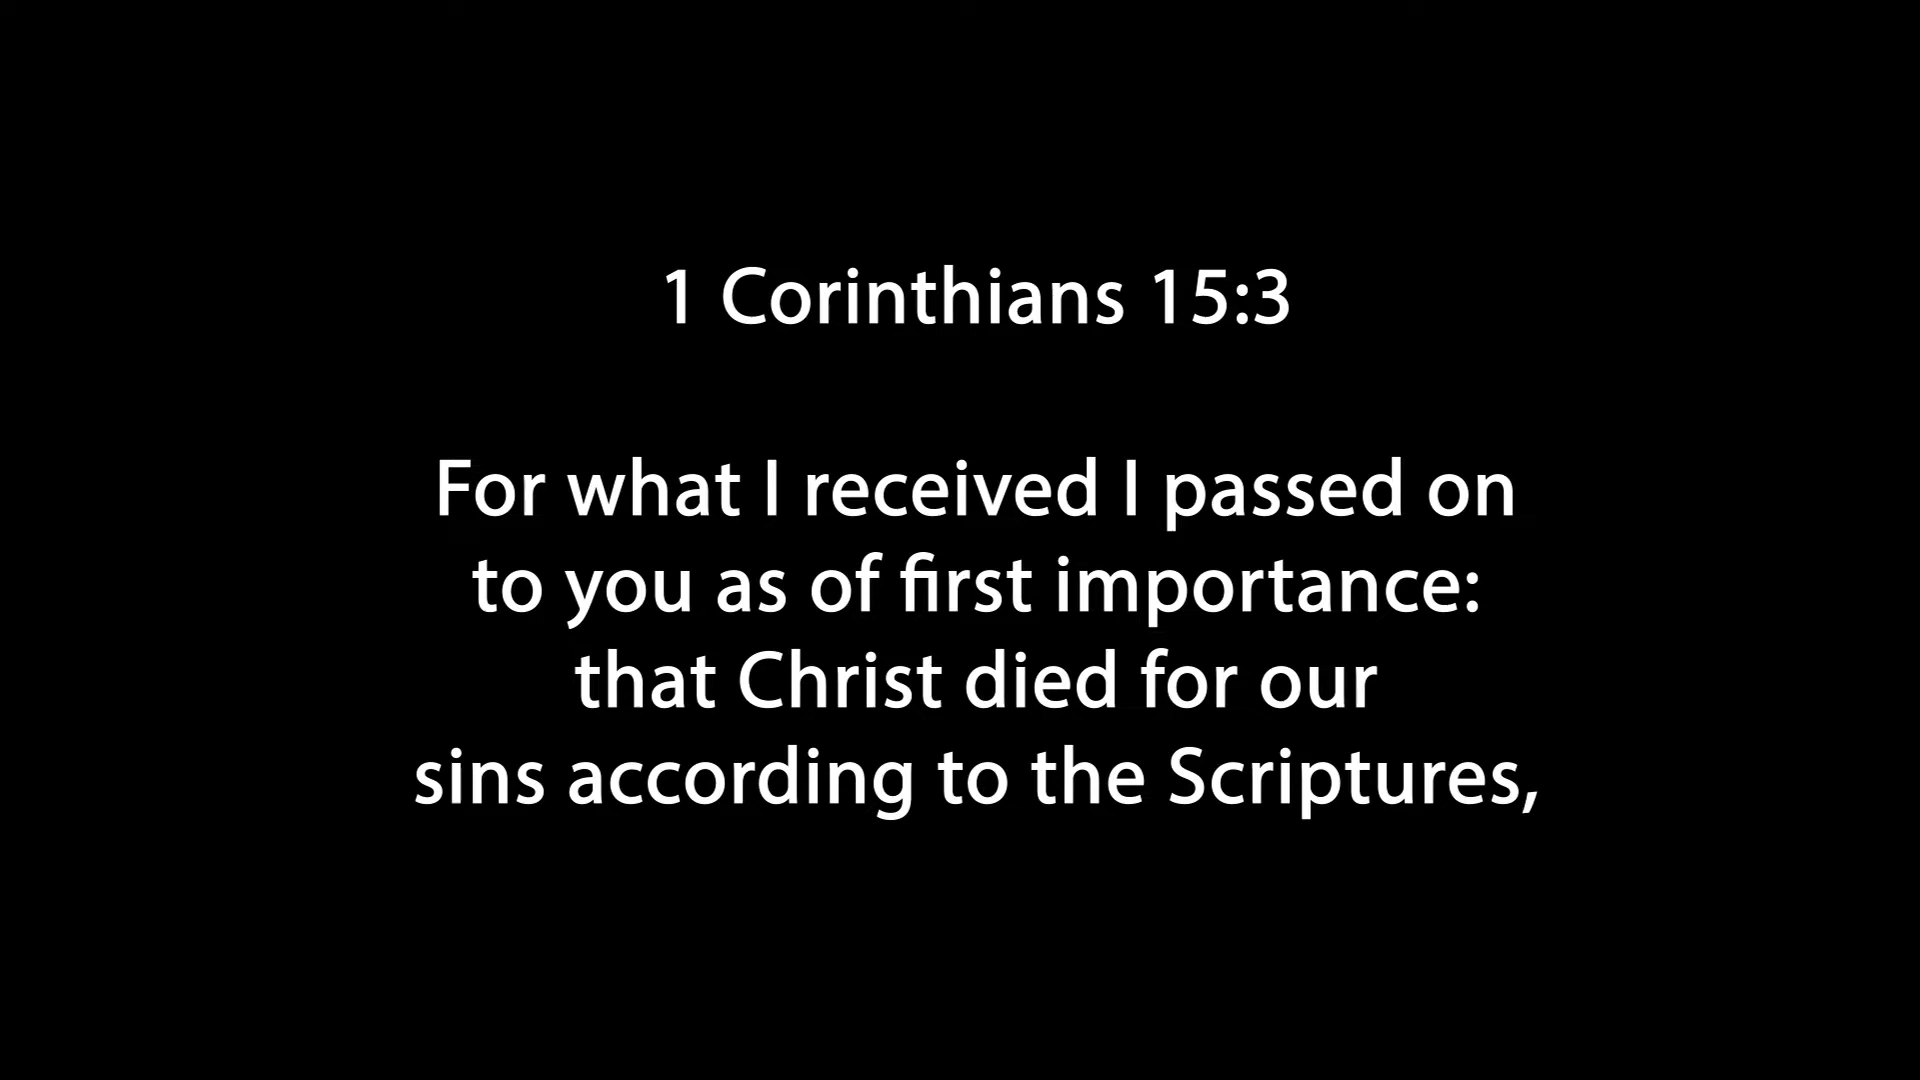 1 Corinthians 15:3
For what I received I passed on
to you as of first importance:
that Christ died for our
sins according to the Scriptures,